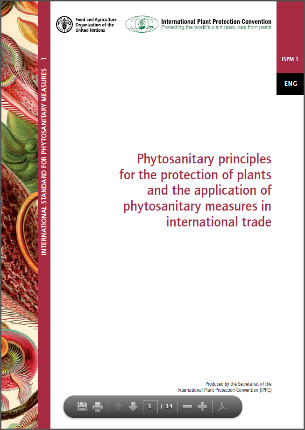 Food and Agriculture
Organization of the
United Nations
International Plant Protection Convention
Protecting the world's plant resources from pests
ISPM 1
ENG
INTERNATIONAL STANDARD FOR PHYTOSANITARY MEASURES 1
Phytosanitary principles
for the protection of plants
and the application of
phytosanitary measures in
international trade
Produced by the Secretariat of the
International Plant Protection Convention (IPPC)
1 / 14